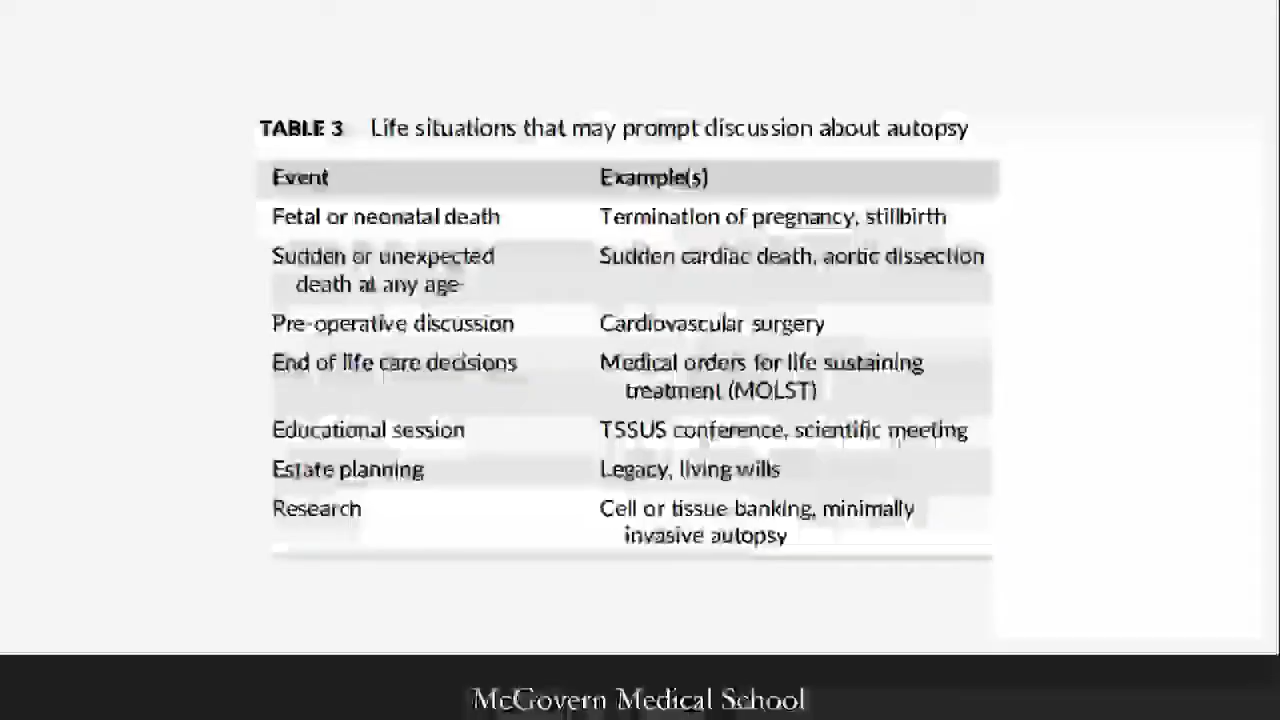 TABLE 3 Life situations that may prompt discussion about autopsy
Event Example(s)
Fetal or neonatal death Termination of pregnancy, stillbirth
Sudden or unexpected Sudden cardiac death, aortic dissection
death at any age
Pre-operative discussion Cardiovascular surgery
End of life care decisions Medical orders for life sustaining
treatment (MOLST)
Educational session TSSUS conference, scientific meeting
Estate planning Legacy, living wills
Research Cell or tissue banking, minimally
invasive autopsy
McGovern Medical School